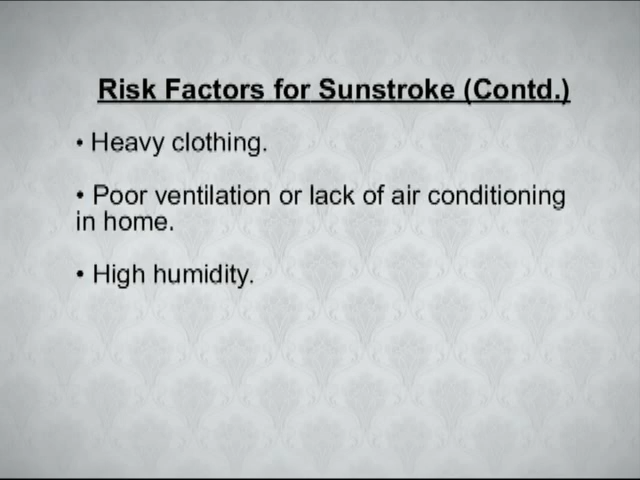 Risk Factors for Sunstroke (Contd.)
• Heavy clothing.
• Poor ventilation or lack of air conditioning
in home.
• High humidity.